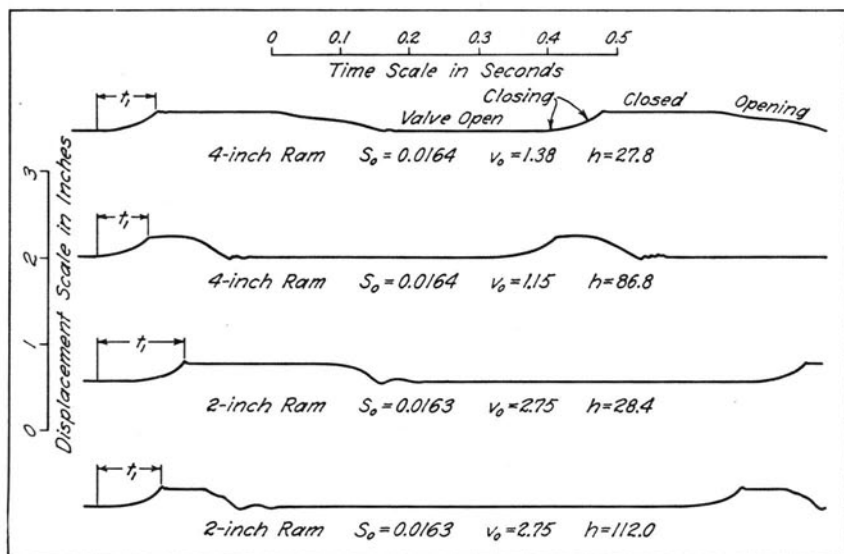 0 0.1 0.2 0.3 0.4 0.5
Time Scale in Seconds
t₁
Closing
Closed
Opening
Valve Open
4-inch Ram S₀=0.0164 v₀=1.38 h=27.8
t₁
4-inch Ram S₀=0.0164 v₀=1.15 h=86.8
t₁
2-inch Ram S₀=0.0163 v₀=2.75 h=28.4
t₁
2-inch Ram S₀=0.0163 v₀=2.75 h=112.0
3
2
1
0
Displacement Scale in Inches